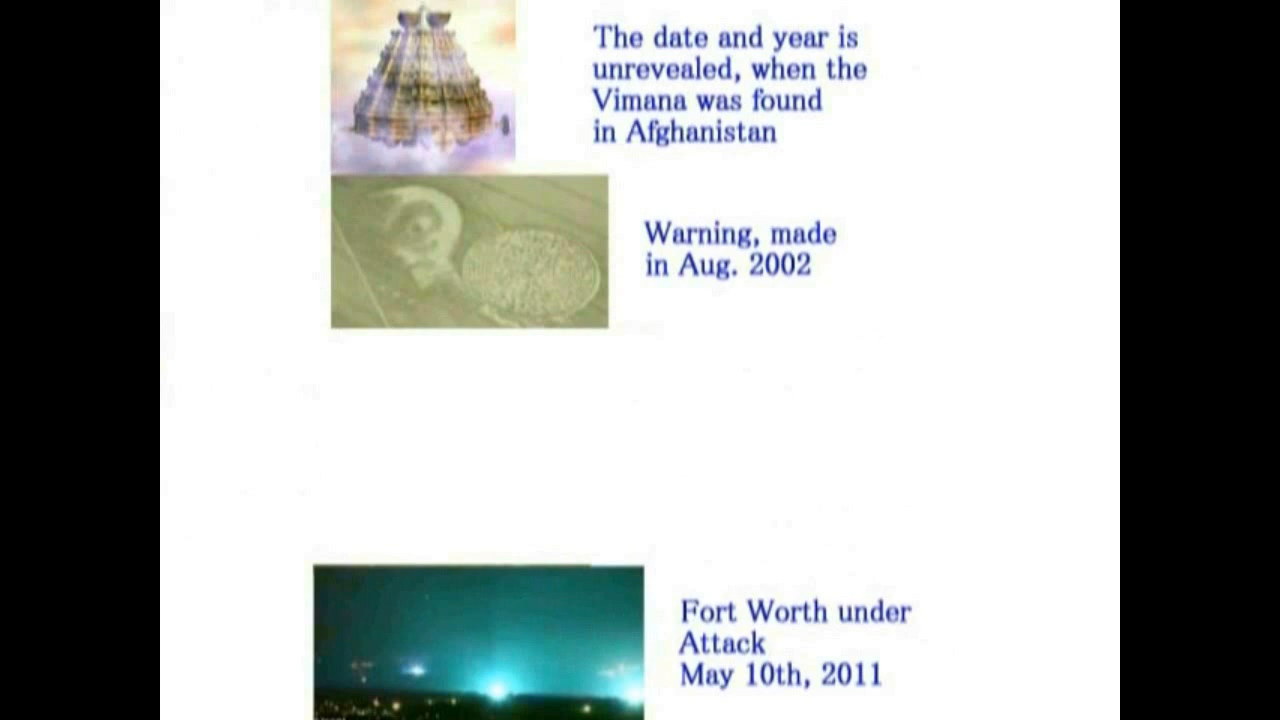 The date and year is
unrevealed, when the
Vimana was found
in Afghanistan
Warning, made
in Aug. 2002
Fort Worth under
Attack
May 10th, 2011